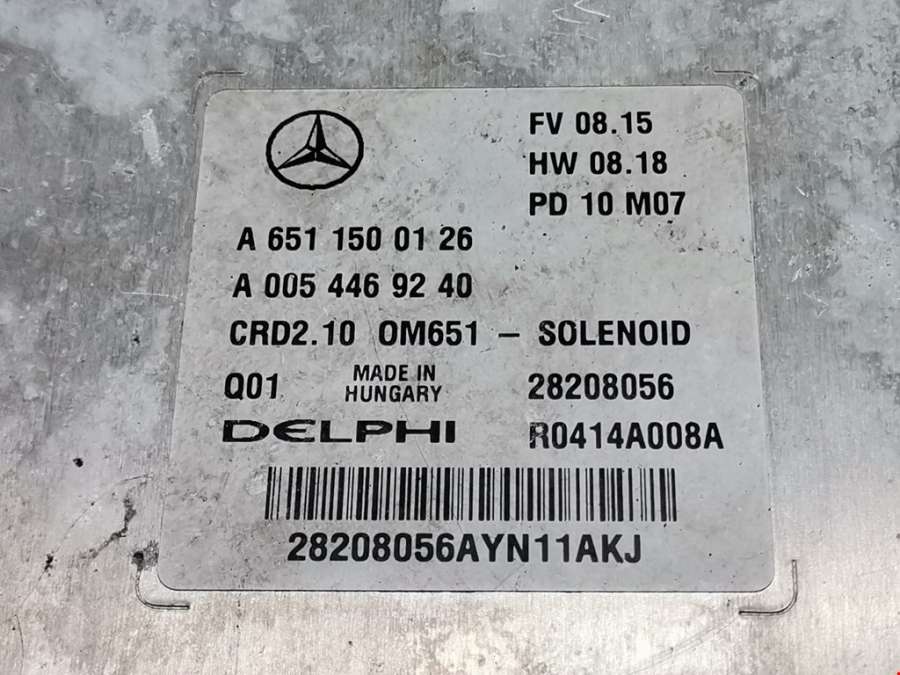 FV 08.15
HW 08.18
PD 10 M07
A 651 150 01 26
A 005 446 92 40
CRD2.10 OM651 – SOLENOID
Q01 MADE IN HUNGARY 28208056
DELPHI R0414A008A
28208056AYN11AKJ